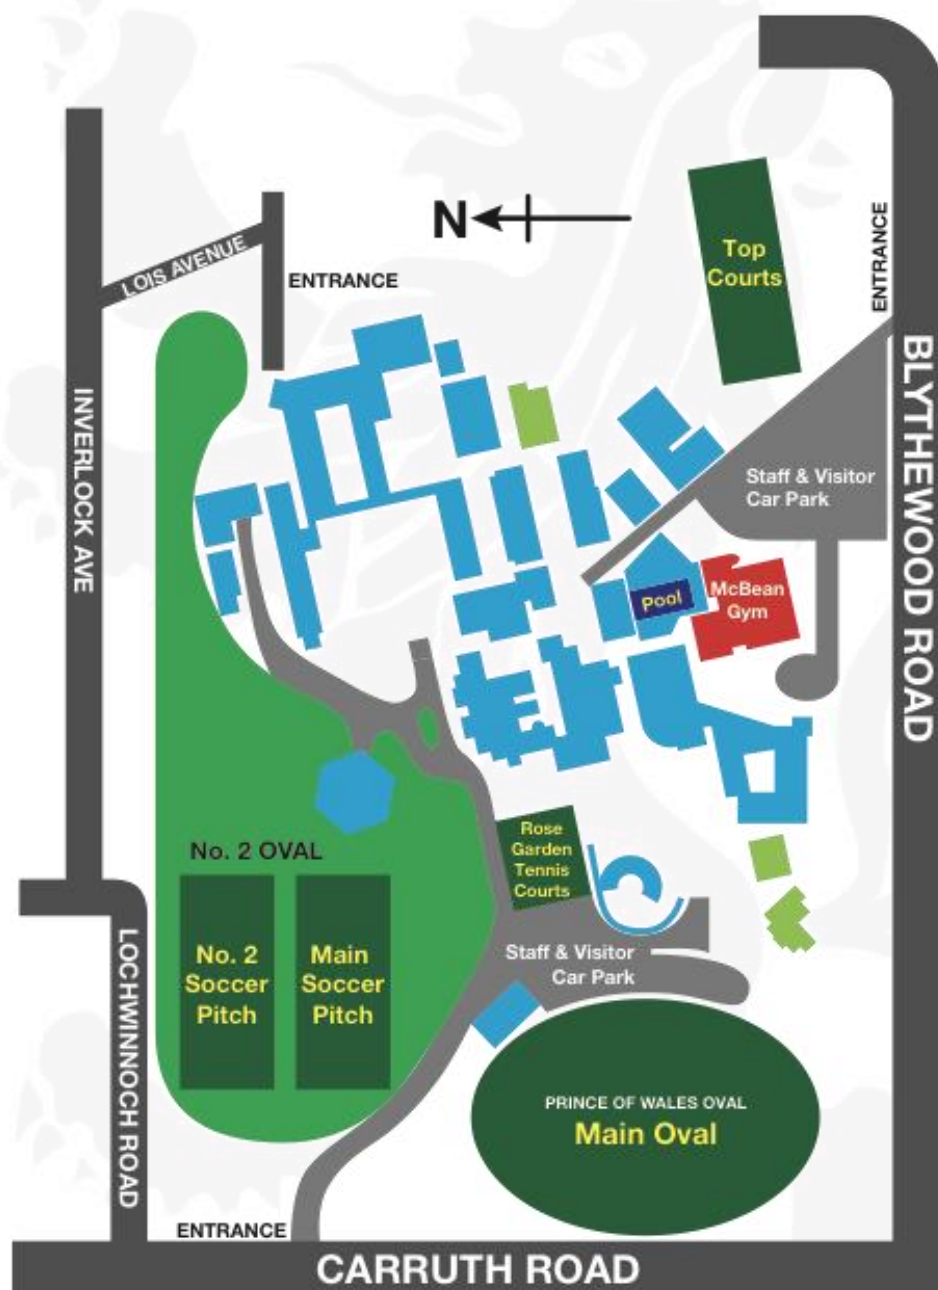 N
Top
Courts
ENTRANCE
LOIS AVENUE
ENTRANCE
BLYTHEWOOD ROAD
INVERLOCK AVE
Staff & Visitor
Car Park
Pool
McBean
Gym
No. 2 OVAL
Rose
Garden
Tennis
Courts
No. 2
Soccer
Pitch
Main
Soccer
Pitch
Staff & Visitor
Car Park
LOCHWINNOCH ROAD
PRINCE OF WALES OVAL
Main Oval
ENTRANCE
CARRUTH ROAD